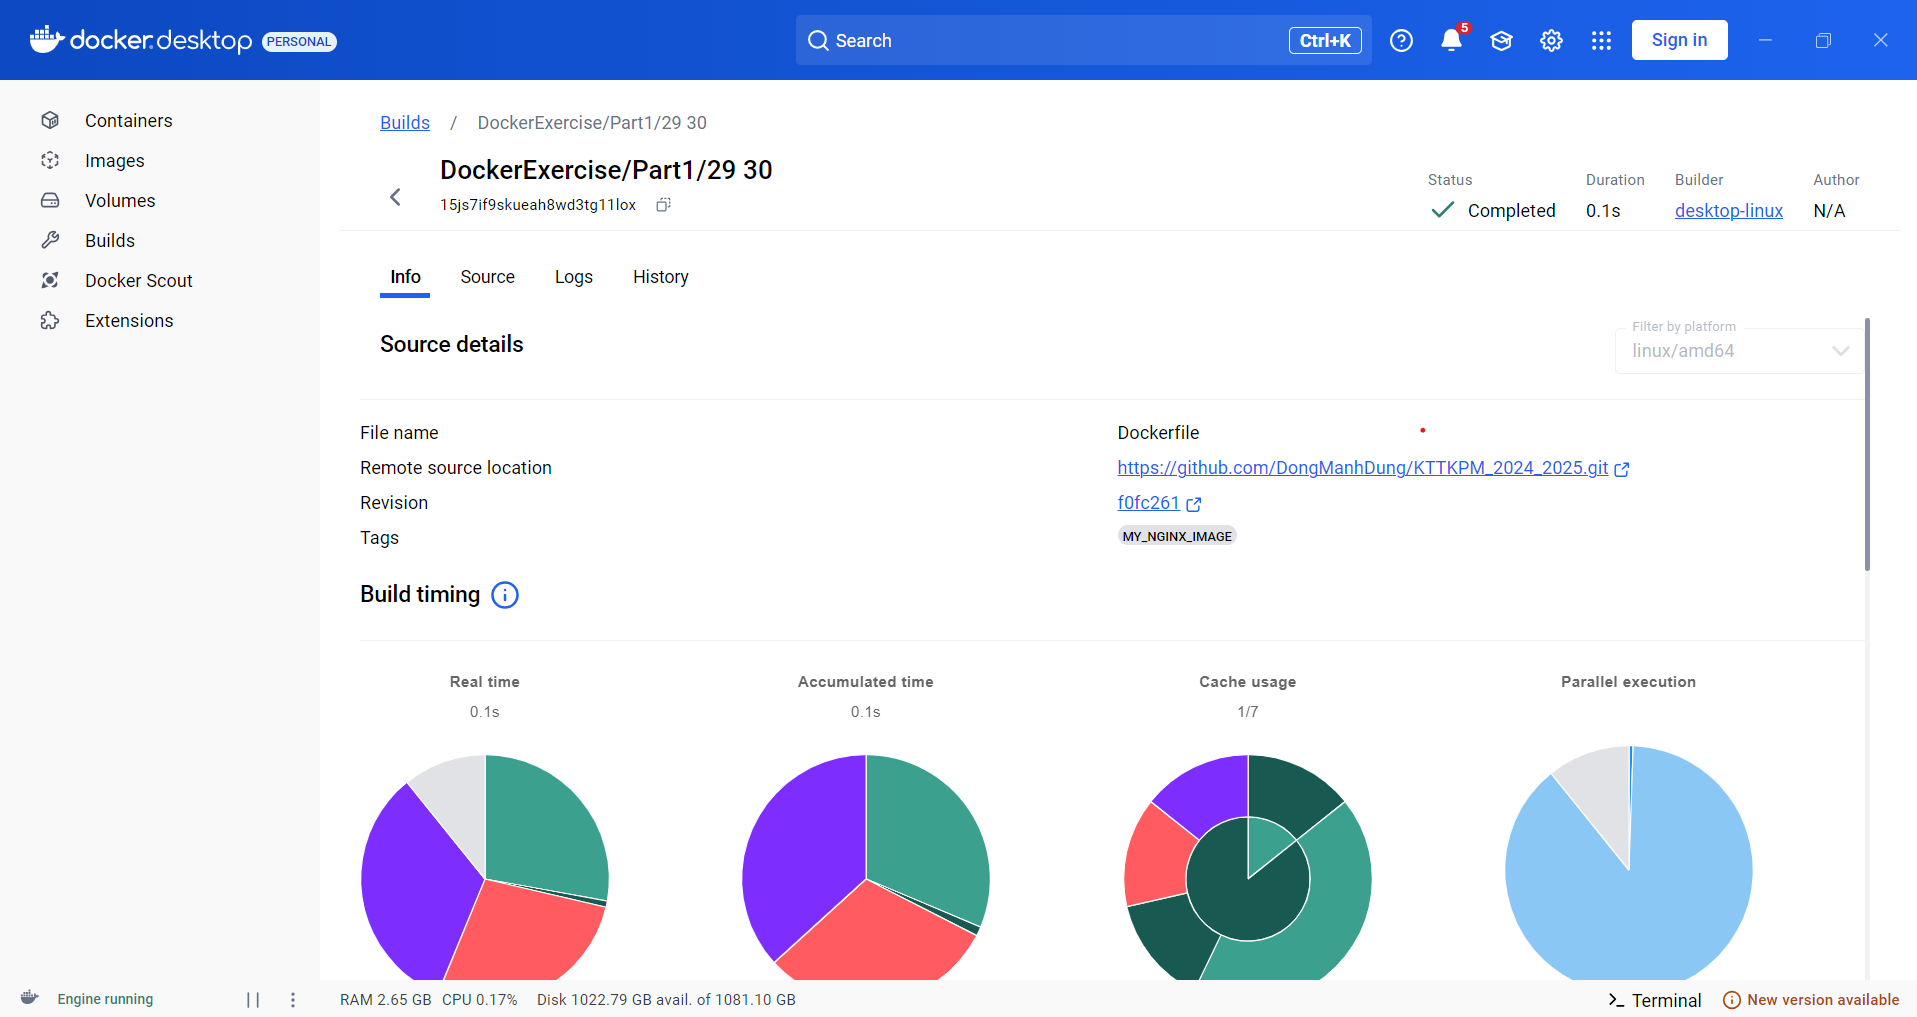 docker.desktop PERSONAL
Search Ctrl+K 5 Sign in
Containers
Images
Volumes
Builds
Docker Scout
Extensions
Builds / DockerExercise/Part1/29 30
DockerExercise/Part1/29 30
15js7if9skueah8wd3tg11lox
Status Duration Builder Author
Completed 0.1s desktop-linux N/A
Info Source Logs History
Source details
Filter by platform
linux/amd64
File name Dockerfile
Remote source location https://github.com/DongManhDung/KTTKPM_2024_2025.git
Revision f0fc261
Tags MY_NGINX_IMAGE
Build timing
Real time Accumulated time Cache usage Parallel execution
0.1s 0.1s 1/7
Engine running RAM 2.65 GB CPU 0.17% Disk 1022.79 GB avail. of 1081.10 GB Terminal New version available